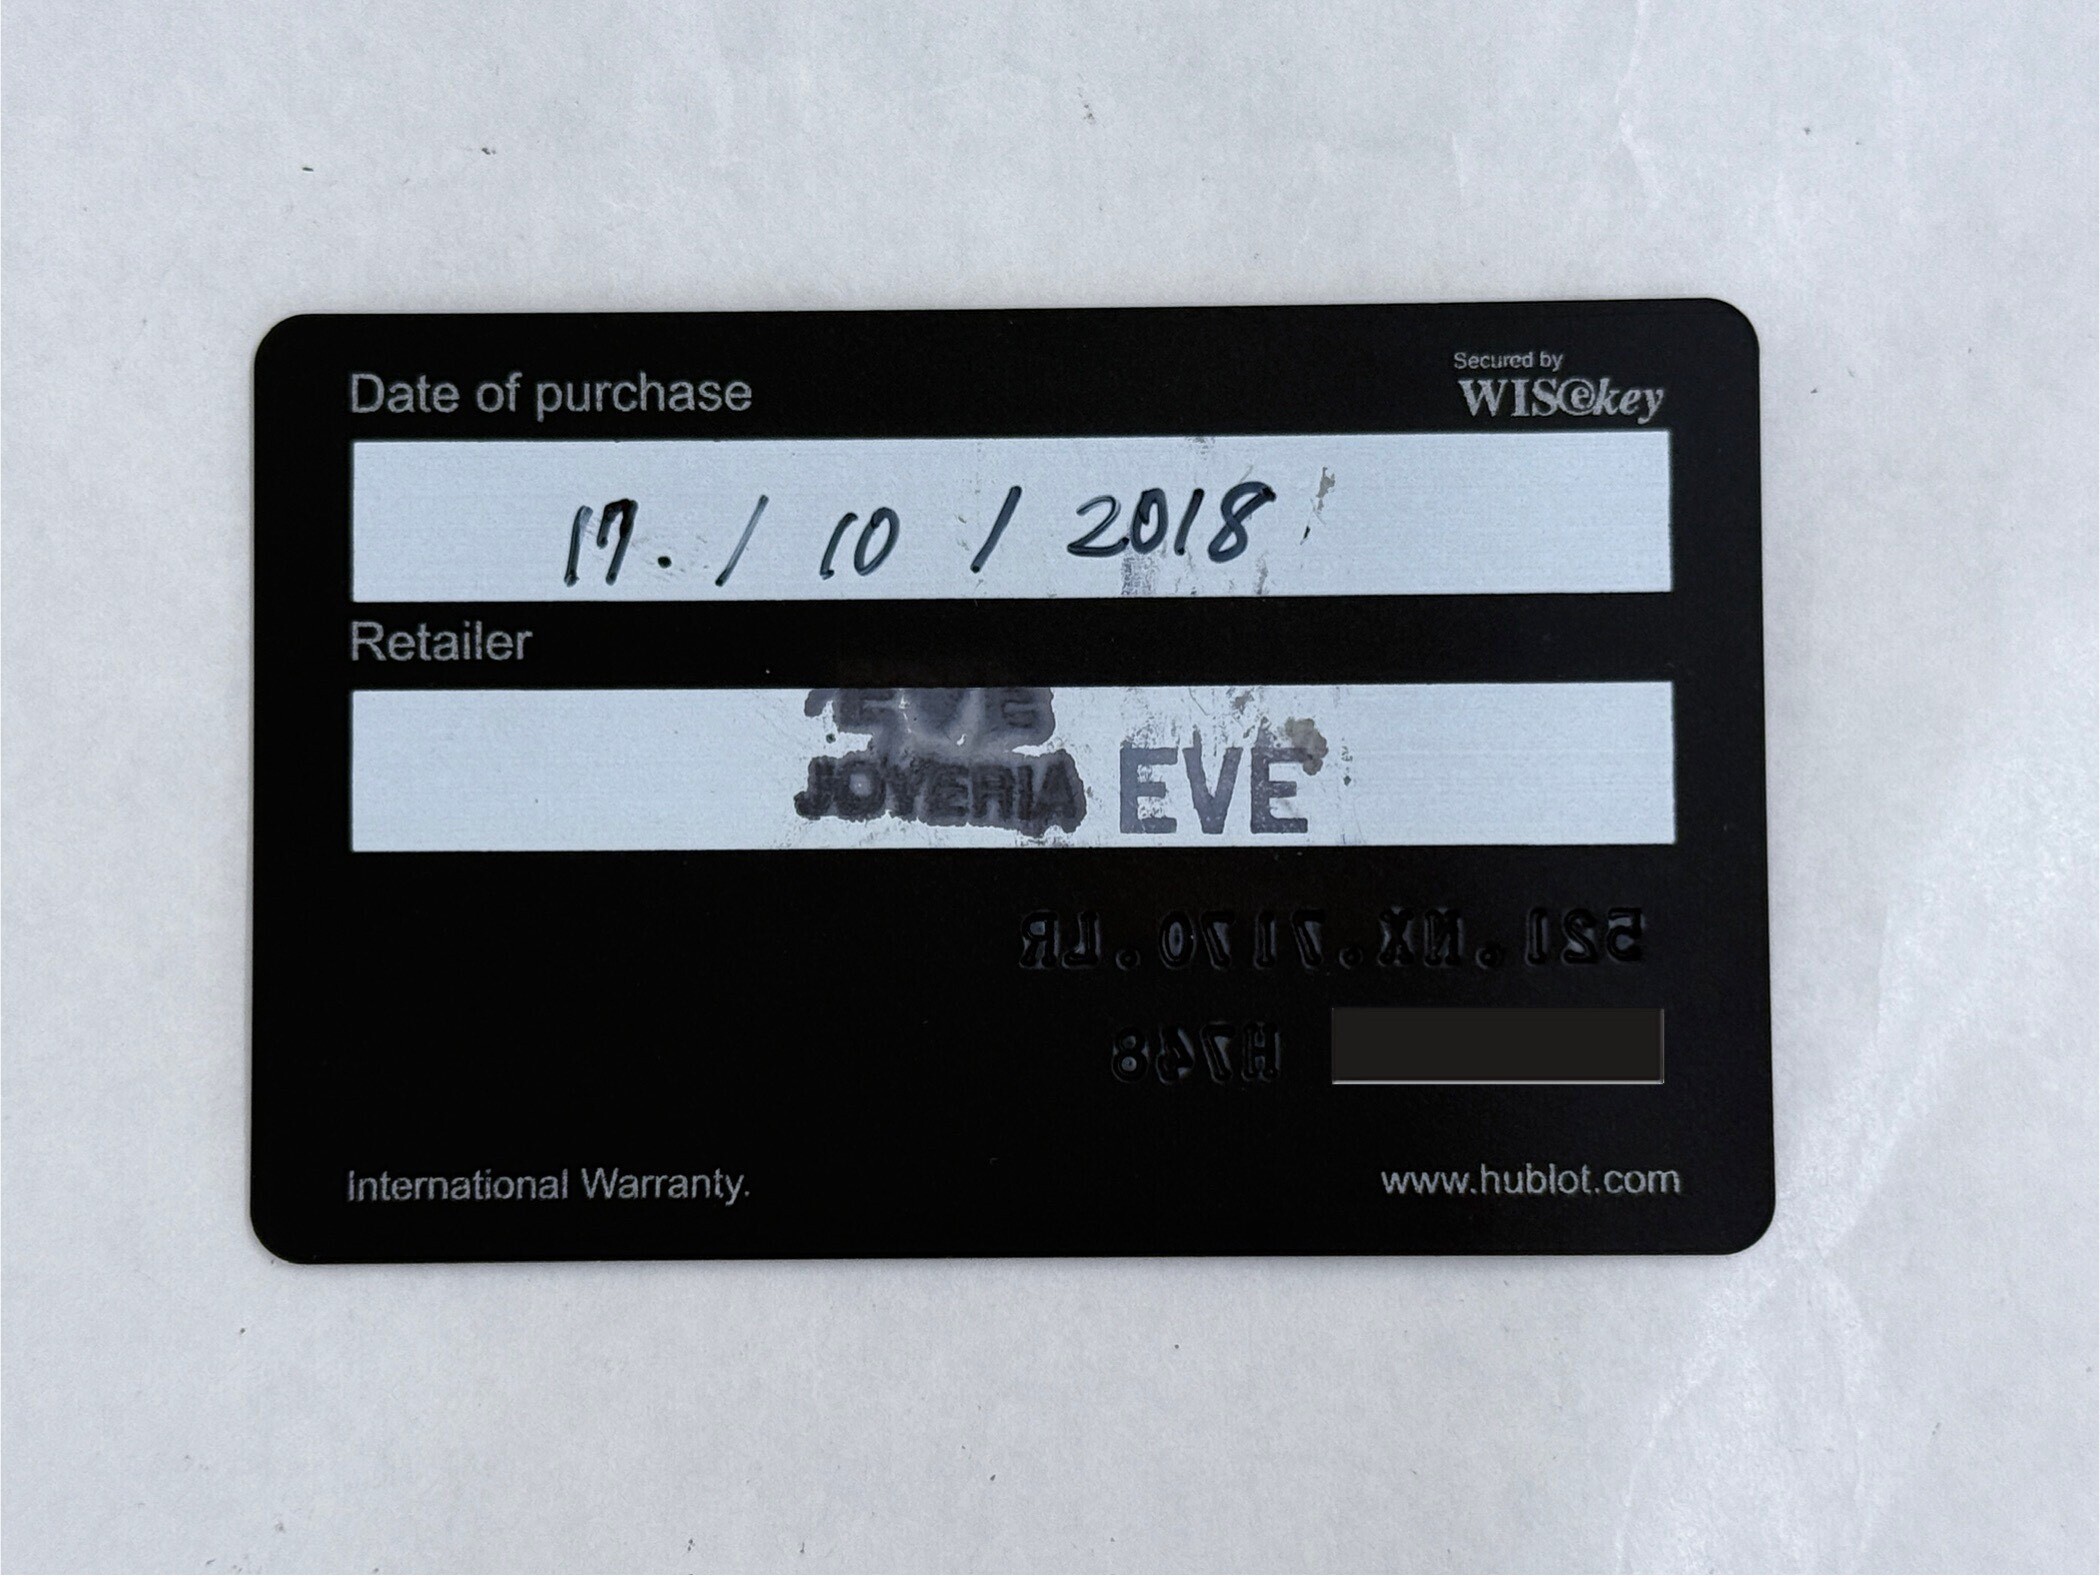 Date of purchase
Secured by
WISekey
17. / 10 / 2018
Retailer
EVE
JOYERIA EVE
521.NX.7170.LR
H748
International Warranty.
www.hublot.com